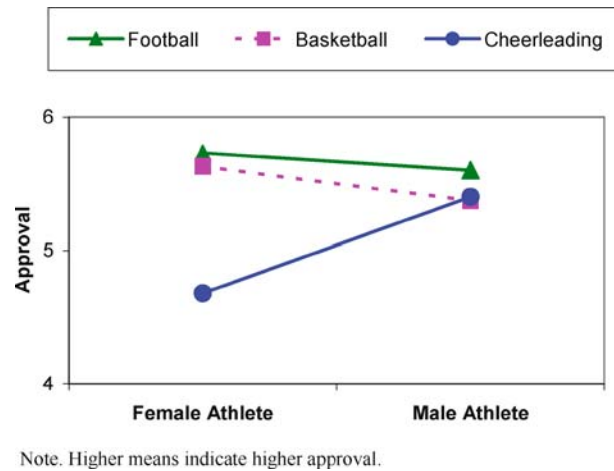 Football Basketball Cheerleading
6
5
4
Approval
Female Athlete Male Athlete
Note. Higher means indicate higher approval.